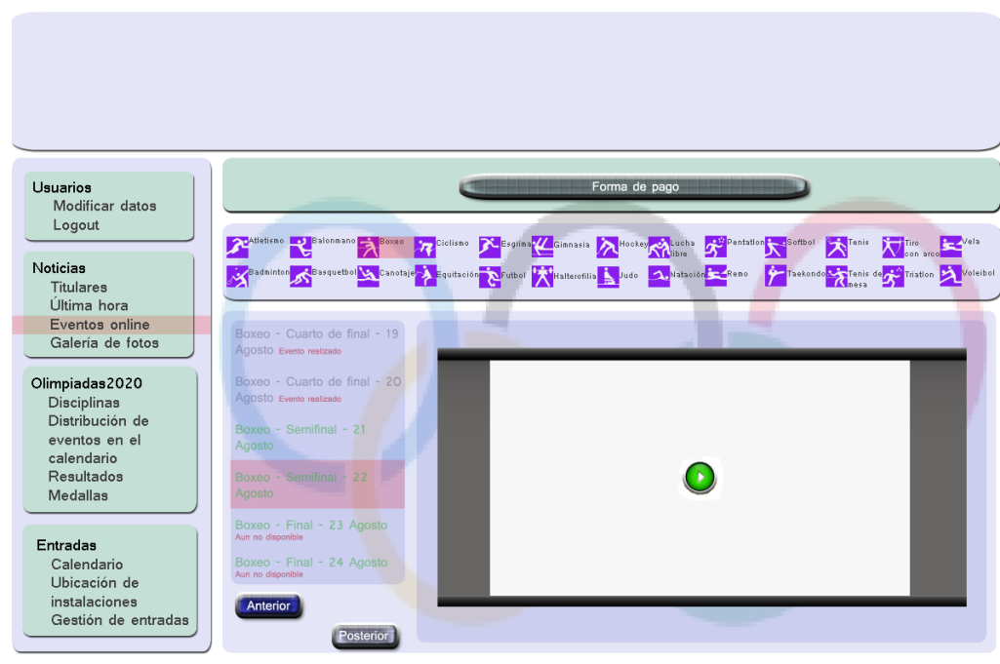 Usuarios
Modificar datos
Logout
Noticias
Titulares
Última hora
Eventos online
Galería de fotos
Olimpiadas2020
Disciplinas
Distribución de
eventos en el
calendario
Resultados
Medallas
Entradas
Calendario
Ubicación de
instalaciones
Gestión de entradas
Forma de pago
Atletismo Balonmano Boxeo Ciclismo Esgrima Gimnasia Hockey Lucha libre Pentatlon Softbol Tenis Tiro con arco Vela
Badminton Basquetbol Canotaje Equitación Futbol Halterofilia Judo Natación Remo Taekondo Tenis de mesa Triatlon Voleibol
Boxeo - Cuarto de final - 19
Agosto Evento realizado
Boxeo - Cuarto de final - 20
Agosto Evento realizado
Boxeo - Semifinal - 21
Agosto
Boxeo - Semifinal - 22
Agosto
Boxeo - Final - 23 Agosto
Aun no disponible
Boxeo - Final - 24 Agosto
Aun no disponible
Anterior
Posterior